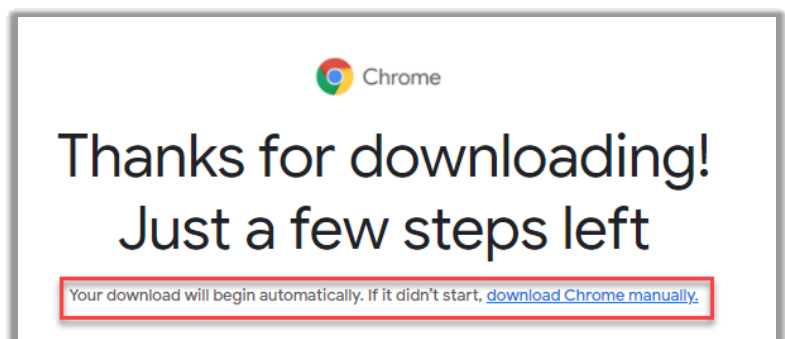 Chrome
Thanks for downloading!
Just a few steps left
Your download will begin automatically. If it didn't start, download Chrome manually.